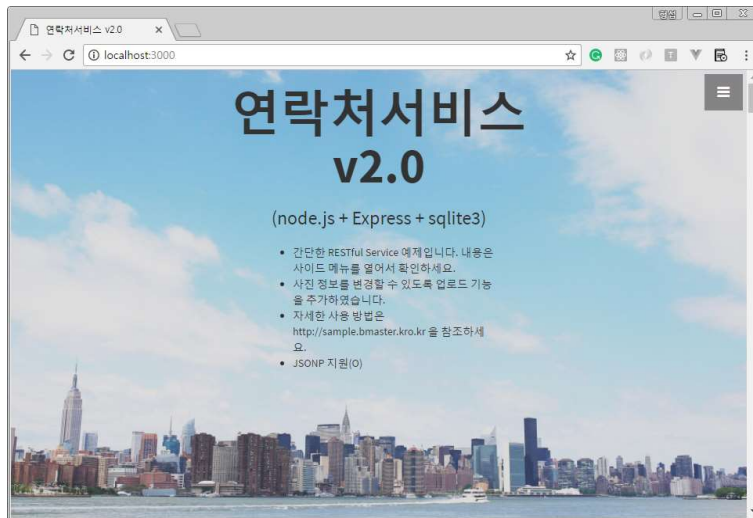 형섭
연락처서비스 v2.0
localhost:3000
연락처서비스
v2.0
(node.js + Express + sqlite3)
• 간단한 RESTful Service 예제입니다. 내용은
사이드 메뉴를 열어서 확인하세요.
• 사진 정보를 변경할 수 있도록 업로드 기능
을 추가하였습니다.
• 자세한 사용 방법은
http://sample.bmaster.kro.kr 을 참조하세
요.
• JSONP 지원(O)